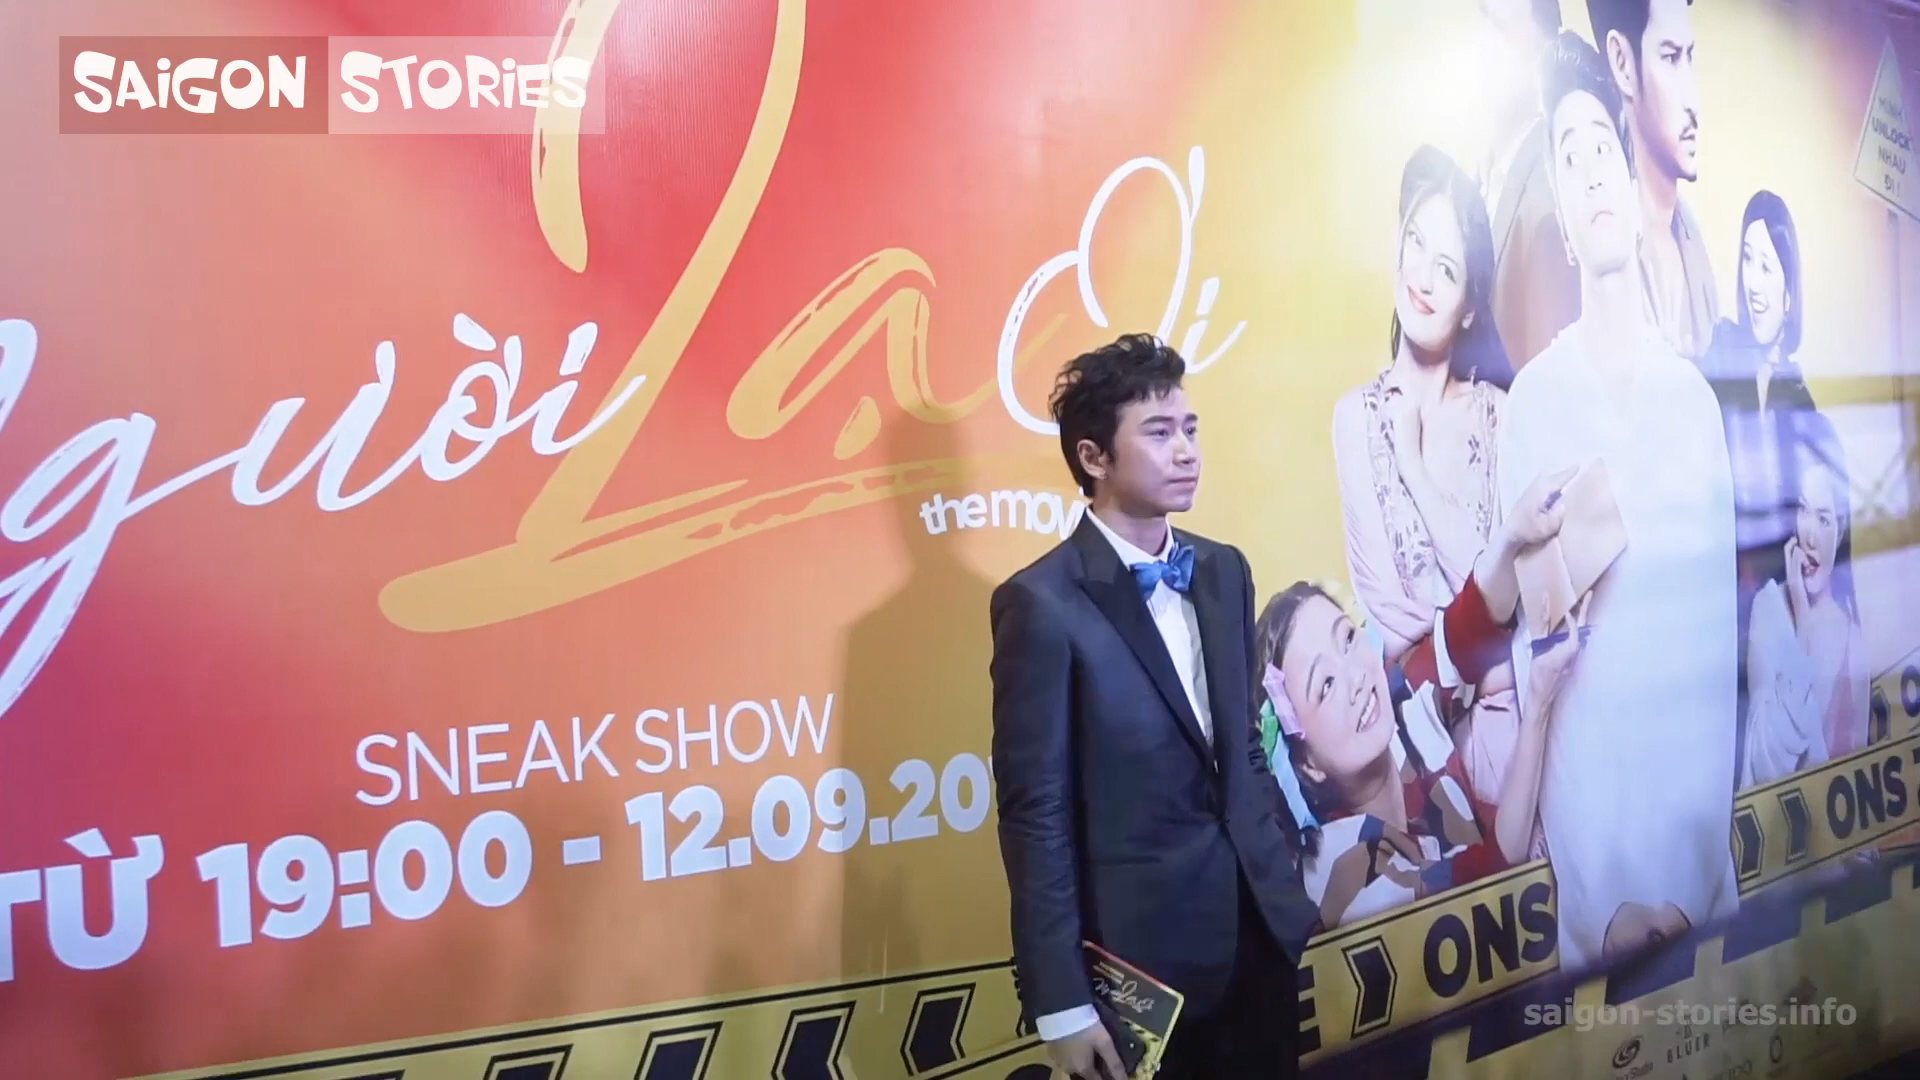 SAiGON STORiES
Người Lạ Ơi
the mov
SNEAK SHOW
TỪ 19:00 - 12.09.20
MÌNH
UNLOCK
NHAU
ĐI !
ONS
ONS
saigon-stories.info
BLUER